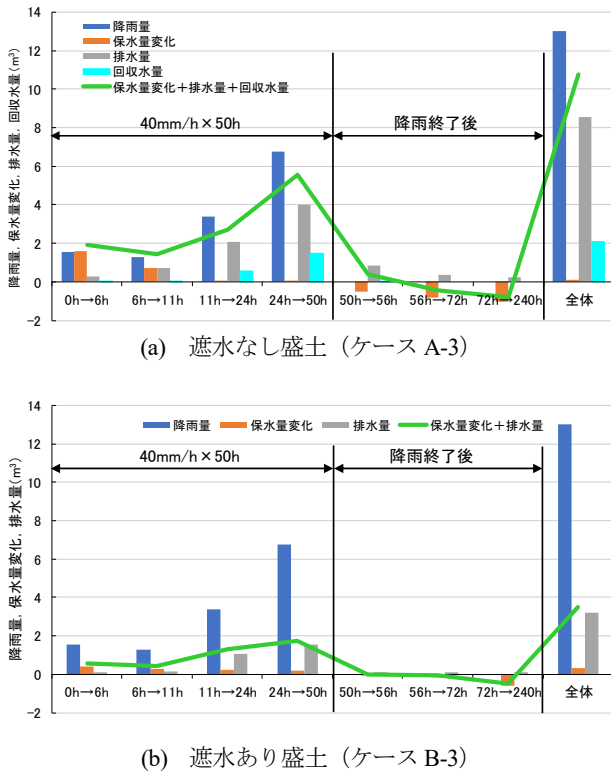 降雨量
保水量変化
排水量
回収水量
保水量変化＋排水量＋回収水量
降雨量，保水量変化，排水量，回収水量(m³)
14
12
10
8
6
4
2
0
−2
40mm/h×50h
降雨終了後
0h→6h
6h→11h
11h→24h
24h→50h
50h→56h
56h→72h
72h→240h
全体
(a) 遮水なし盛土（ケース A-3）
降雨量
保水量変化
排水量
保水量変化＋排水量
降雨量，保水量変化，排水量(m³)
14
12
10
8
6
4
2
0
−2
40mm/h×50h
降雨終了後
0h→6h
6h→11h
11h→24h
24h→50h
50h→56h
56h→72h
72h→240h
全体
(b) 遮水あり盛土（ケース B-3）